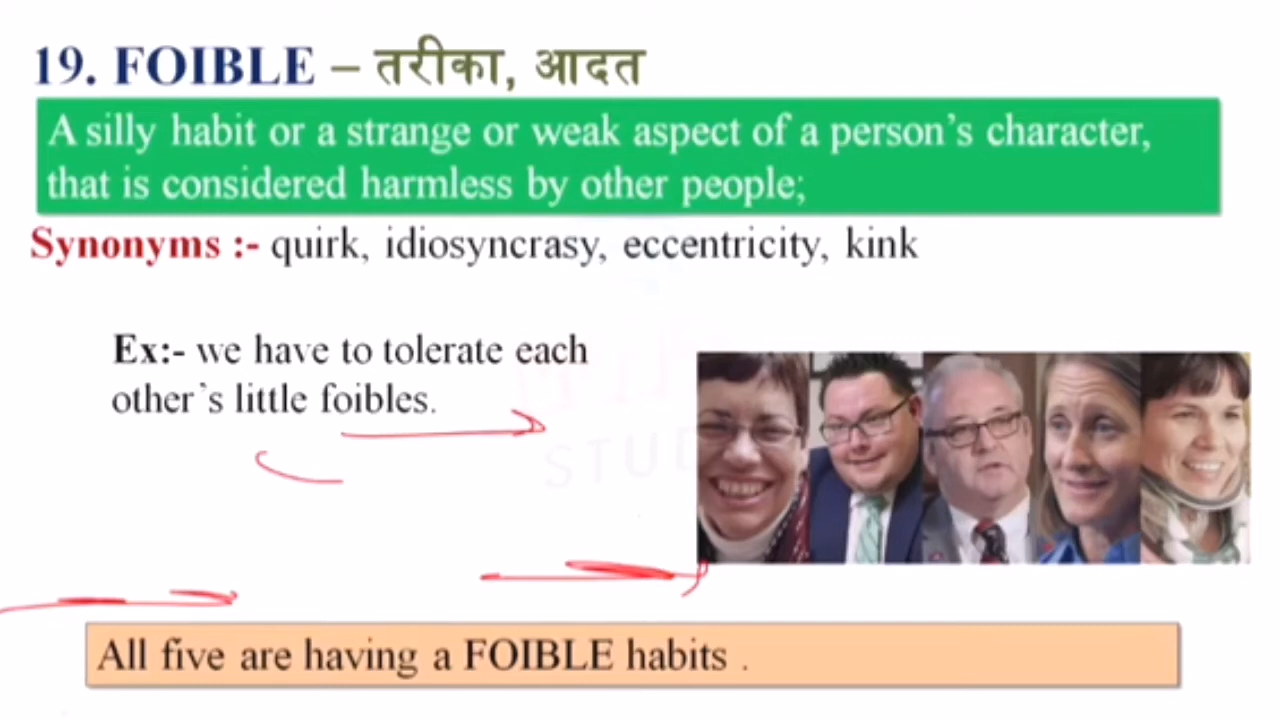 19. FOIBLE – तरीका, आदत
A silly habit or a strange or weak aspect of a person's character,
that is considered harmless by other people;
Synonyms :- quirk, idiosyncrasy, eccentricity, kink
Ex:- we have to tolerate each
other's little foibles.
All five are having a FOIBLE habits .